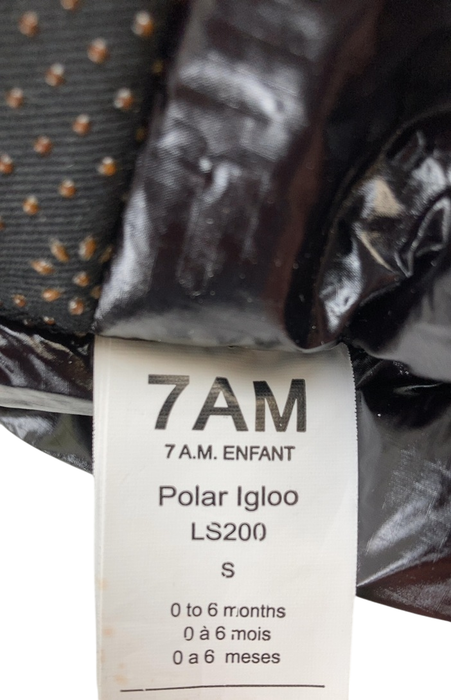 7AM
7 A.M. ENFANT
Polar Igloo
LS200
S
0 to 6 months
0 à 6 mois
0 a 6 meses